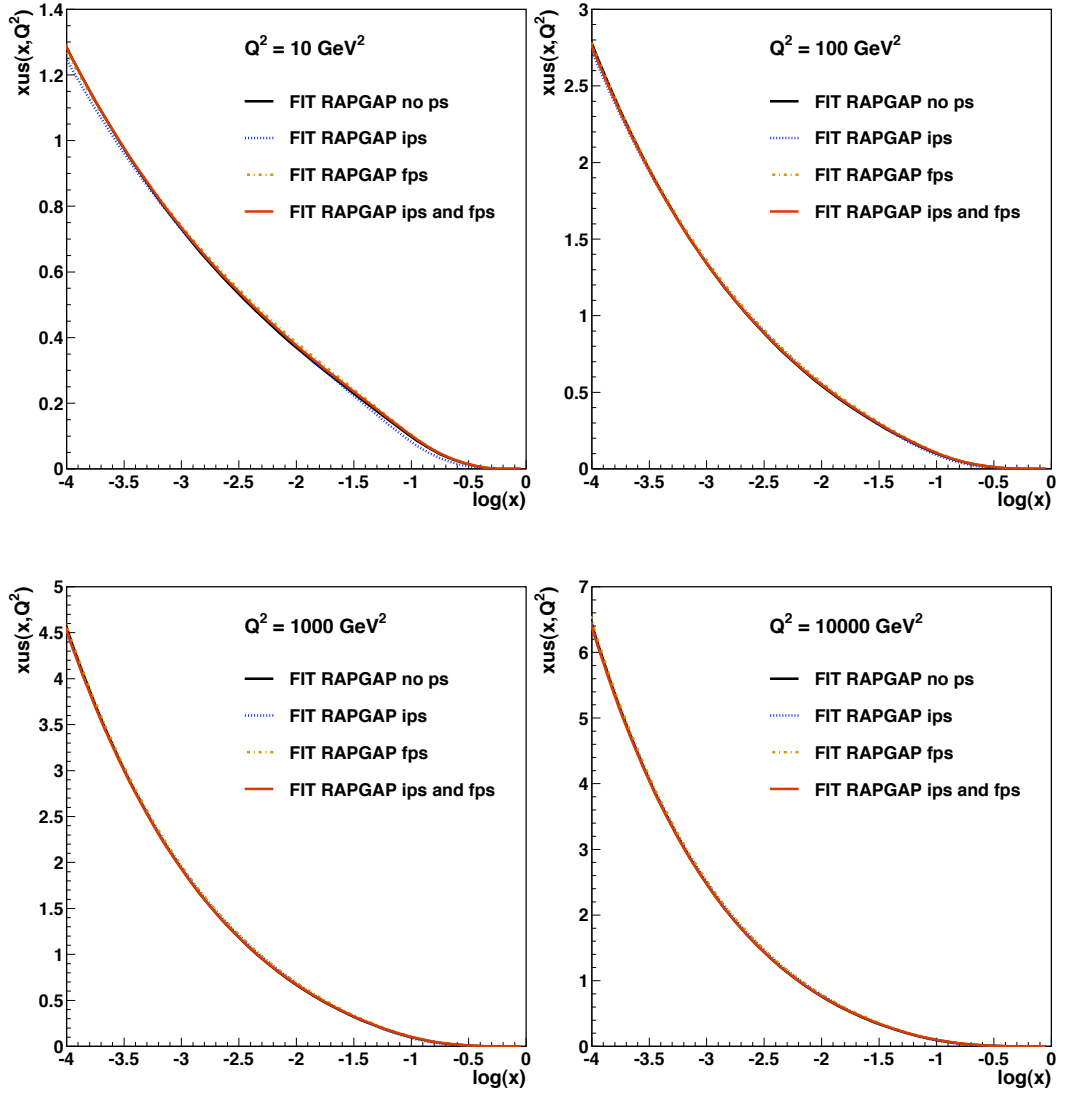 xus(x,Q²)
Q² = 10 GeV²
FIT RAPGAP no ps
FIT RAPGAP ips
FIT RAPGAP fps
FIT RAPGAP ips and fps
1.4
1.2
1
0.8
0.6
0.4
0.2
0
-4 -3.5 -3 -2.5 -2 -1.5 -1 -0.5 0
log(x)
xus(x,Q²)
Q² = 100 GeV²
FIT RAPGAP no ps
FIT RAPGAP ips
FIT RAPGAP fps
FIT RAPGAP ips and fps
3
2.5
2
1.5
1
0.5
0
-4 -3.5 -3 -2.5 -2 -1.5 -1 -0.5 0
log(x)
xus(x,Q²)
Q² = 1000 GeV²
FIT RAPGAP no ps
FIT RAPGAP ips
FIT RAPGAP fps
FIT RAPGAP ips and fps
5
4.5
4
3.5
3
2.5
2
1.5
1
0.5
0
-4 -3.5 -3 -2.5 -2 -1.5 -1 -0.5 0
log(x)
xus(x,Q²)
Q² = 10000 GeV²
FIT RAPGAP no ps
FIT RAPGAP ips
FIT RAPGAP fps
FIT RAPGAP ips and fps
7
6
5
4
3
2
1
0
-4 -3.5 -3 -2.5 -2 -1.5 -1 -0.5 0
log(x)